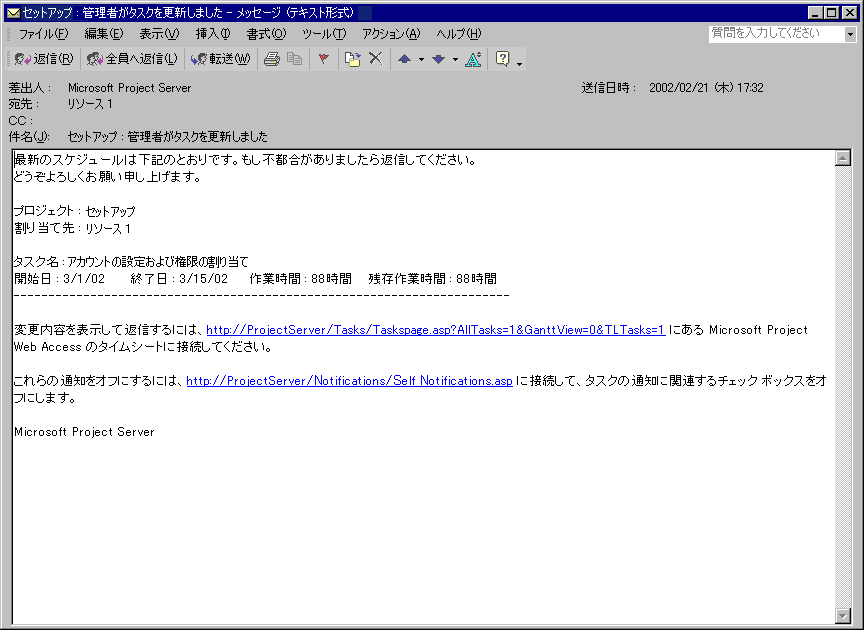 セットアップ : 管理者がタスクを更新しました - メッセージ (テキスト形式)
ファイル(F) 編集(E) 表示(V) 挿入(I) 書式(O) ツール(T) アクション(A) ヘルプ(H) 質問を入力してください
返信(R) 全員へ返信(L) 転送(W)
差出人 : Microsoft Project Server 送信日時 : 2002/02/21 (木) 17:32
宛先 : リソース 1
CC :
件名(J): セットアップ : 管理者がタスクを更新しました
最新のスケジュールは下記のとおりです。もし不都合がありましたら返信してください。
どうぞよろしくお願い申し上げます。
プロジェクト : セットアップ
割り当て先 : リソース 1
タスク名 : アカウントの設定および権限の割り当て
開始日 : 3/1/02 終了日 : 3/15/02 作業時間 : 88時間 残存作業時間 : 88時間
-----------------------------------------------------------------------
変更内容を表示して返信するには、http://ProjectServer/Tasks/Taskspage.asp?AllTasks=1&GanttView=0&TLTasks=1 にある Microsoft Project
Web Access のタイムシートに接続してください。
これらの通知をオフにするには、http://ProjectServer/Notifications/Self Notifications.asp に接続して、タスクの通知に関連するチェック ボックスをオ
フにします。
Microsoft Project Server